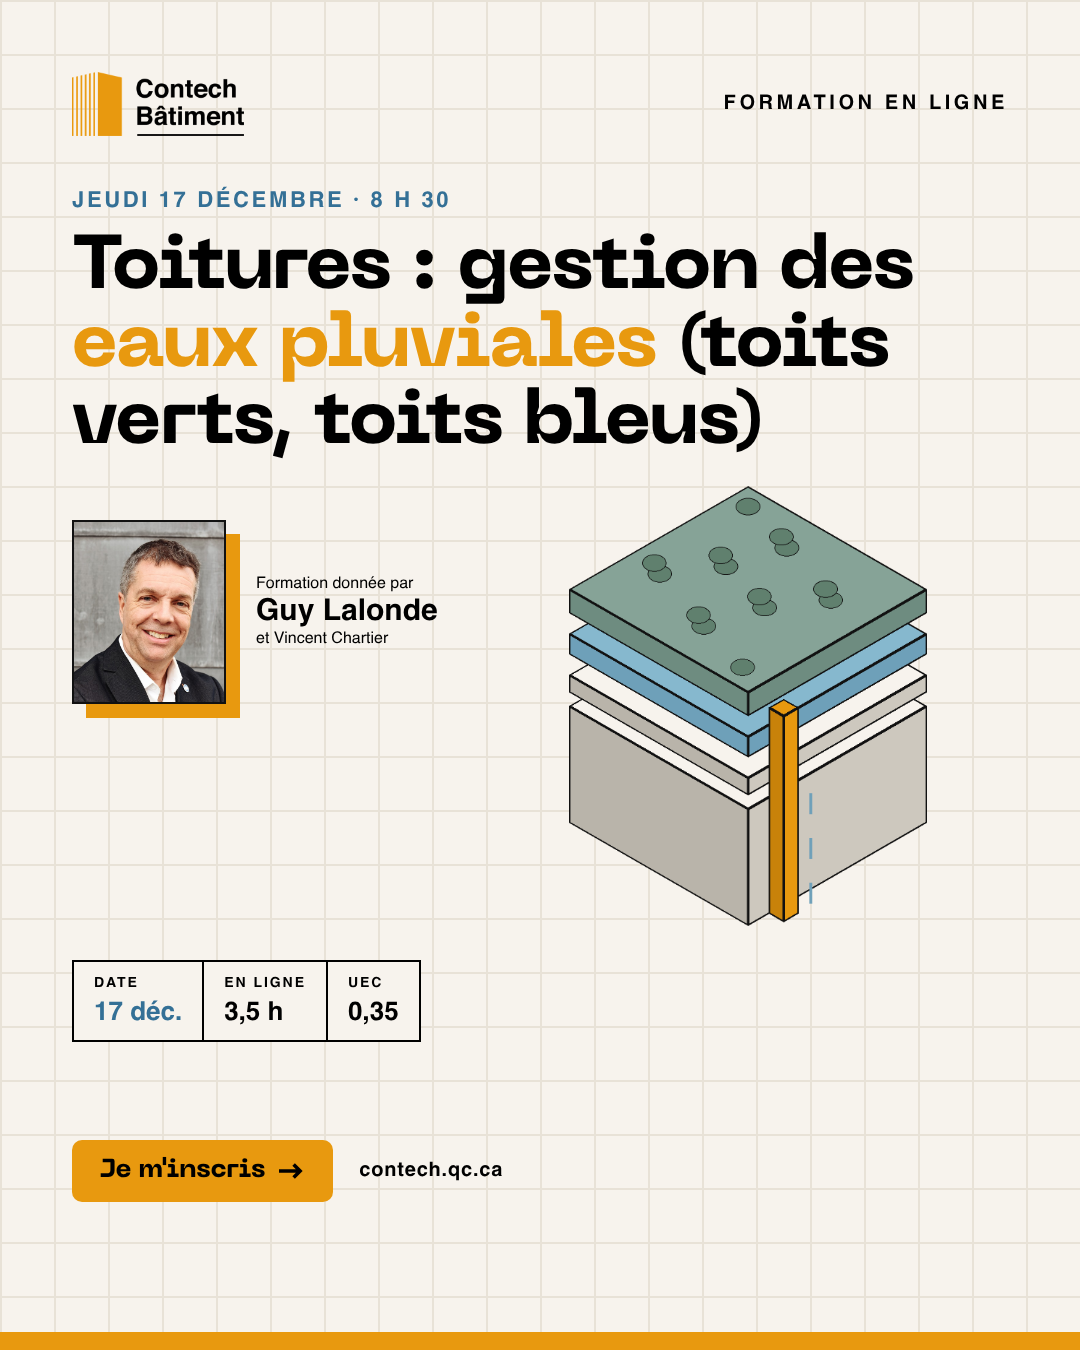 Contech
Bâtiment
FORMATION EN LIGNE
JEUDI 17 DÉCEMBRE · 8 H 30
Toitures : gestion des
eaux pluviales (toits
verts, toits bleus)
Formation donnée par
Guy Lalonde
et Vincent Chartier
DATE
17 déc.
EN LIGNE
3,5 h
UEC
0,35
Je m'inscris →
contech.qc.ca